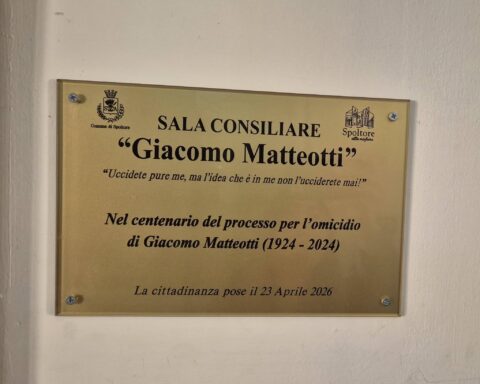 Comune di Spoltore
Spoltore
SALA CONSILIARE
“Giacomo Matteotti”
“Uccidete pure me, ma l'idea che è in me non l'ucciderete mai!”
Nel centenario del processo per l'omicidio
di Giacomo Matteotti (1924 - 2024)
La cittadinanza pose il 23 Aprile 2026